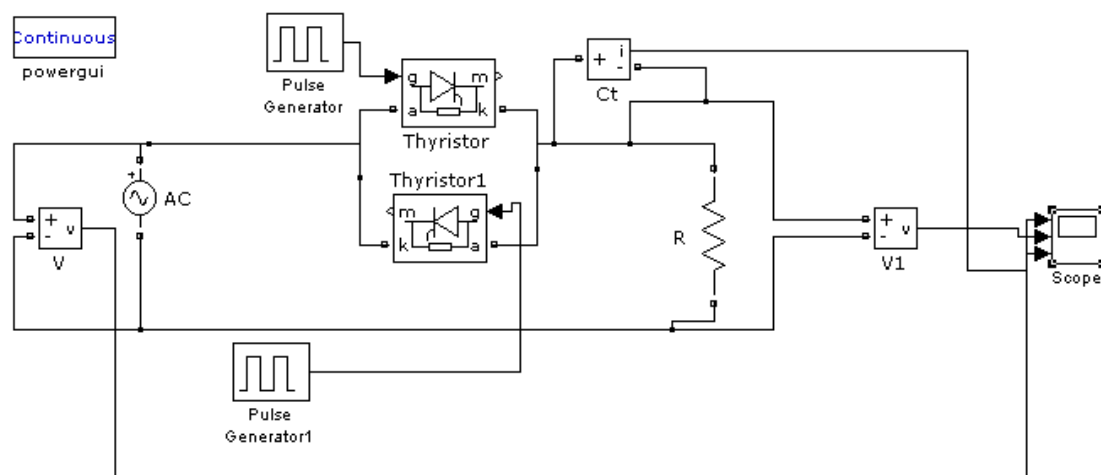 Continuous
powergui
Pulse
Generator
g
m
a
k
Thyristor
+
i
-
Ct
Thyristor1
m
g
k
a
+
AC
+
-
v
V
R
+
-
v
V1
Scope
Pulse
Generator1